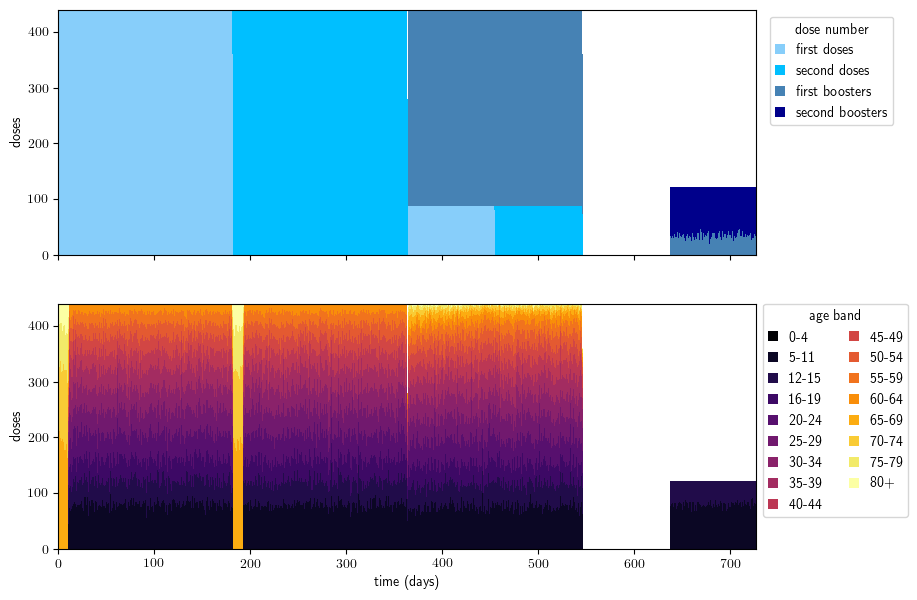 400
300
200
100
0
doses
dose number
first doses
second doses
first boosters
second boosters
400
300
200
100
0
doses
0 100 200 300 400 500 600 700
time (days)
age band
0-4 45-49
5-11 50-54
12-15 55-59
16-19 60-64
20-24 65-69
25-29 70-74
30-34 75-79
35-39 80+
40-44